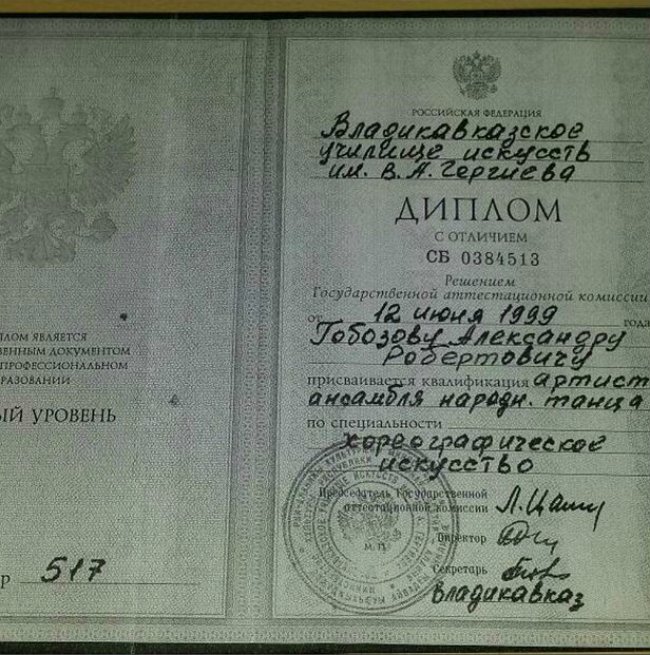 ПЛОМ ЯВЛЯЕТСЯ
ВЕННЫМ ДОКУМЕНТОМ
ПРОФЕССИОНАЛЬНОМ
РАЗОВАНИИ
ЫЙ УРОВЕНЬ
р 517
РОССИЙСКАЯ ФЕДЕРАЦИЯ
Владикавказское
училище искусств
им. В.А. Гергиева
ДИПЛОМ
С ОТЛИЧИЕМ
СБ 0384513
Решением
Государственной аттестационной комиссии
от 12 июня 1999 года
Гобозову Александру
Робертовичу
присваивается квалификация артист
ансамбля народн. танца
по специальности
хореографическое
искусство
Председатель Государственной
аттестационной комиссии Л.Цаги
М.П.
Директор
Секретарь
Владикавказ